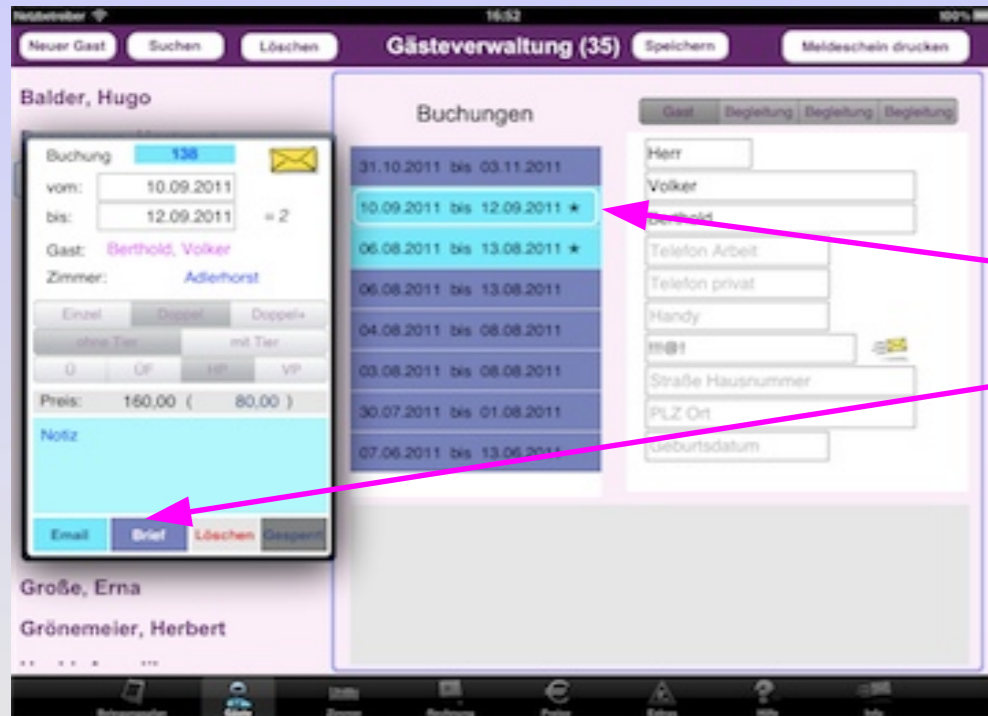 Netzbetreiber 16:52 100%
Neuer Gast Suchen Löschen Gästeverwaltung (35) Speichern Meldeschein drucken
Balder, Hugo
Buchung 138
vom: 10.09.2011
bis: 12.09.2011 = 2
Gast: Berthold, Volker
Zimmer: Adlerhorst
Einzel Doppel Doppel+
ohne Tier mit Tier
Ü ÜF HP VP
Preis: 160,00 ( 80,00 )
Notiz
Email Brief Löschen Gesperrt
Große, Erna
Grönemeier, Herbert
Buchungen
31.10.2011 bis 03.11.2011
10.09.2011 bis 12.09.2011 ★
06.08.2011 bis 13.08.2011 ★
06.08.2011 bis 13.08.2011
04.08.2011 bis 08.08.2011
03.08.2011 bis 08.08.2011
30.07.2011 bis 01.08.2011
07.06.2011 bis 13.06.2011
Gast Begleitung Begleitung Begleitung
Herr
Volker
Berthold
Telefon Arbeit
Telefon privat
Handy
Straße Hausnummer
PLZ Ort
Geburtsdatum
Gäste Zimmer Rechnung Preise Extras Hilfe Info